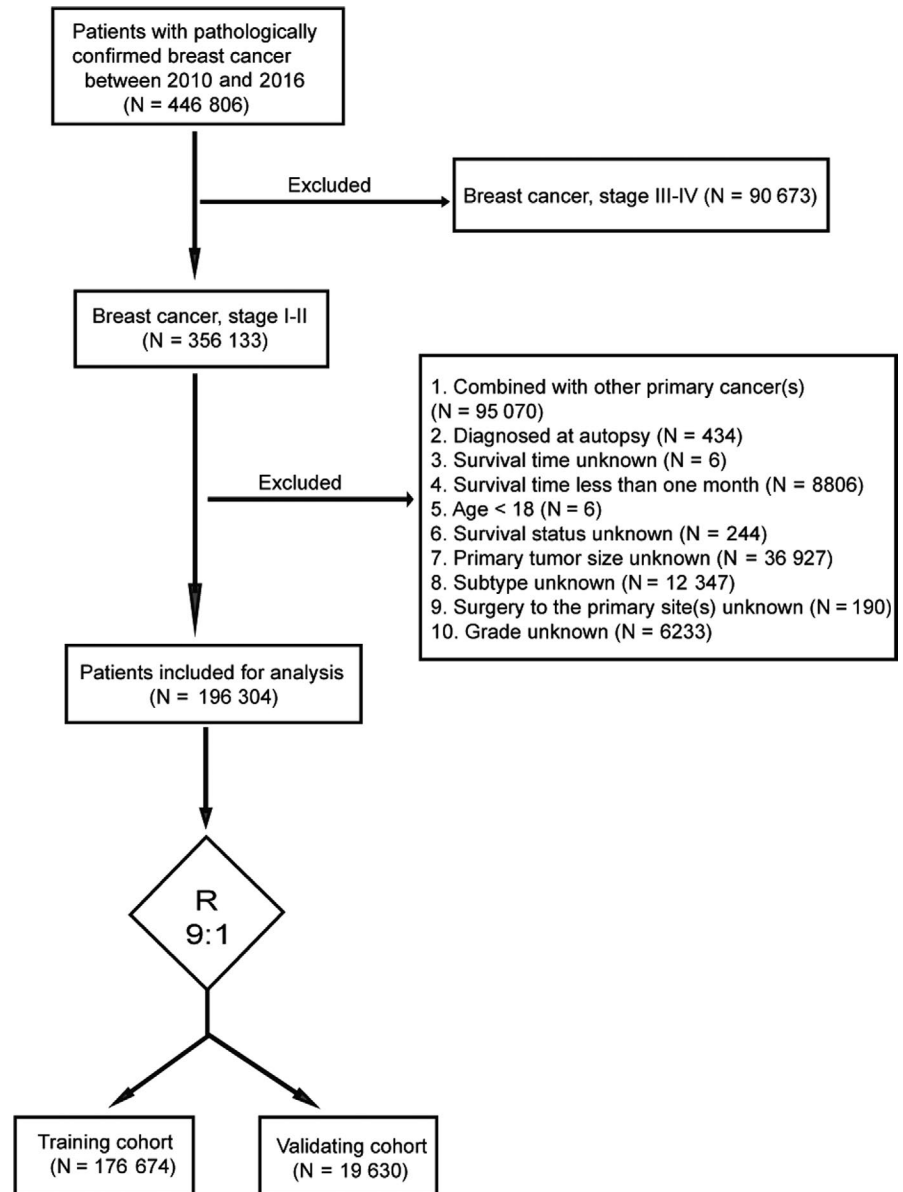 Patients with pathologically
confirmed breast cancer
between 2010 and 2016
(N = 446 806)
Excluded
Breast cancer, stage III-IV (N = 90 673)
Breast cancer, stage I-II
(N = 356 133)
1. Combined with other primary cancer(s)
(N = 95 070)
2. Diagnosed at autopsy (N = 434)
3. Survival time unknown (N = 6)
4. Survival time less than one month (N = 8806)
5. Age < 18 (N = 6)
6. Survival status unknown (N = 244)
7. Primary tumor size unknown (N = 36 927)
8. Subtype unknown (N = 12 347)
9. Surgery to the primary site(s) unknown (N = 190)
10. Grade unknown (N = 6233)
Excluded
Patients included for analysis
(N = 196 304)
R
9:1
Training cohort
(N = 176 674)
Validating cohort
(N = 19 630)